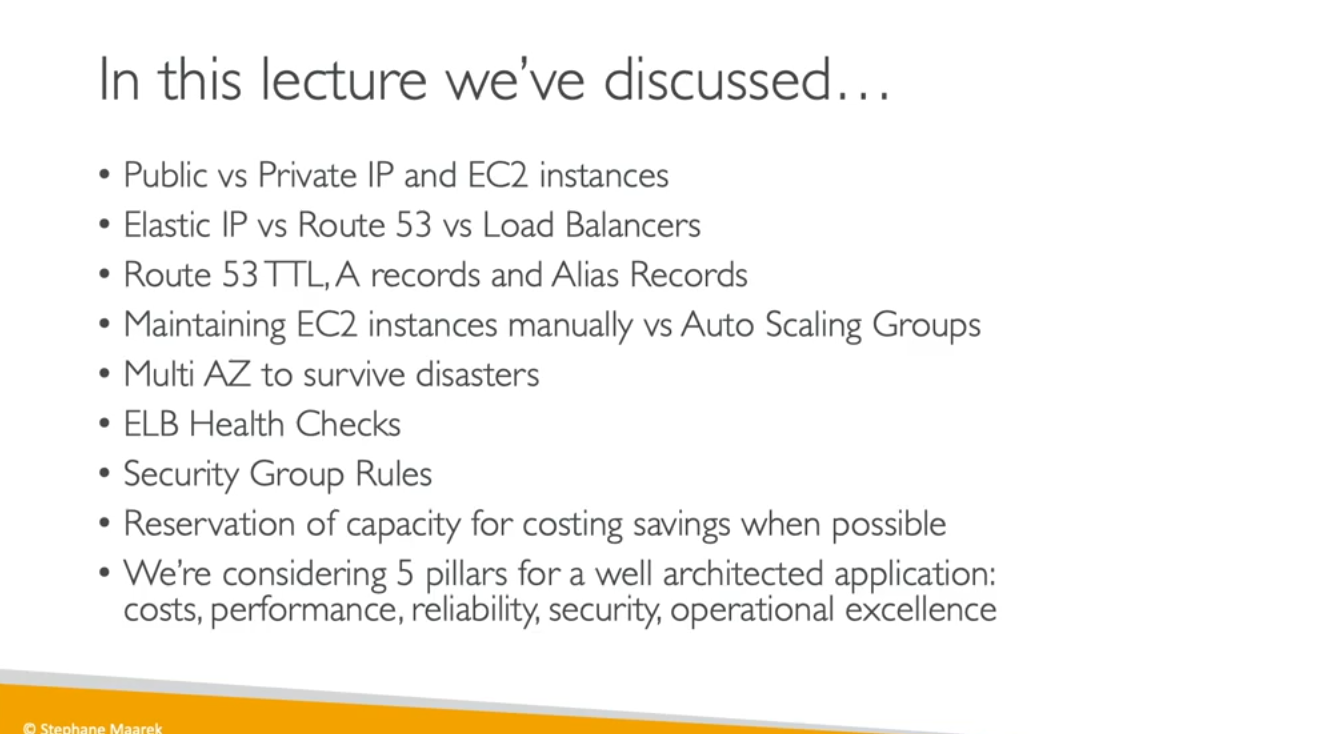 In this lecture we've discussed…
• Public vs Private IP and EC2 instances
• Elastic IP vs Route 53 vs Load Balancers
• Route 53 TTL, A records and Alias Records
• Maintaining EC2 instances manually vs Auto Scaling Groups
• Multi AZ to survive disasters
• ELB Health Checks
• Security Group Rules
• Reservation of capacity for costing savings when possible
• We're considering 5 pillars for a well architected application:
costs, performance, reliability, security, operational excellence
© Stephane Maarek